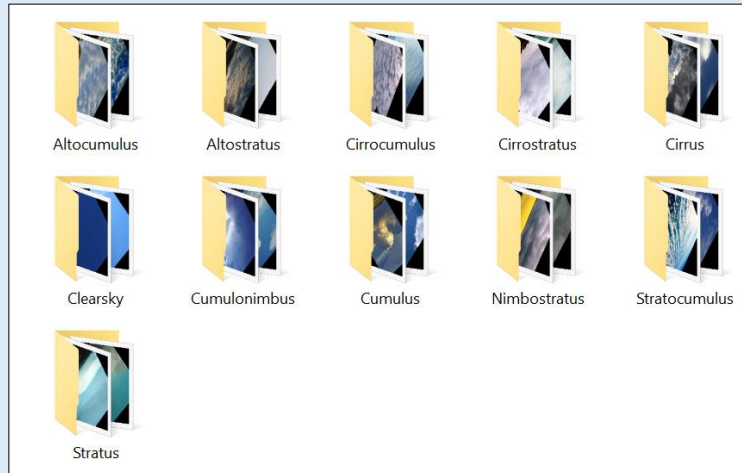 Altocumulus
Altostratus
Cirrocumulus
Cirrostratus
Cirrus
Clearsky
Cumulonimbus
Cumulus
Nimbostratus
Stratocumulus
Stratus